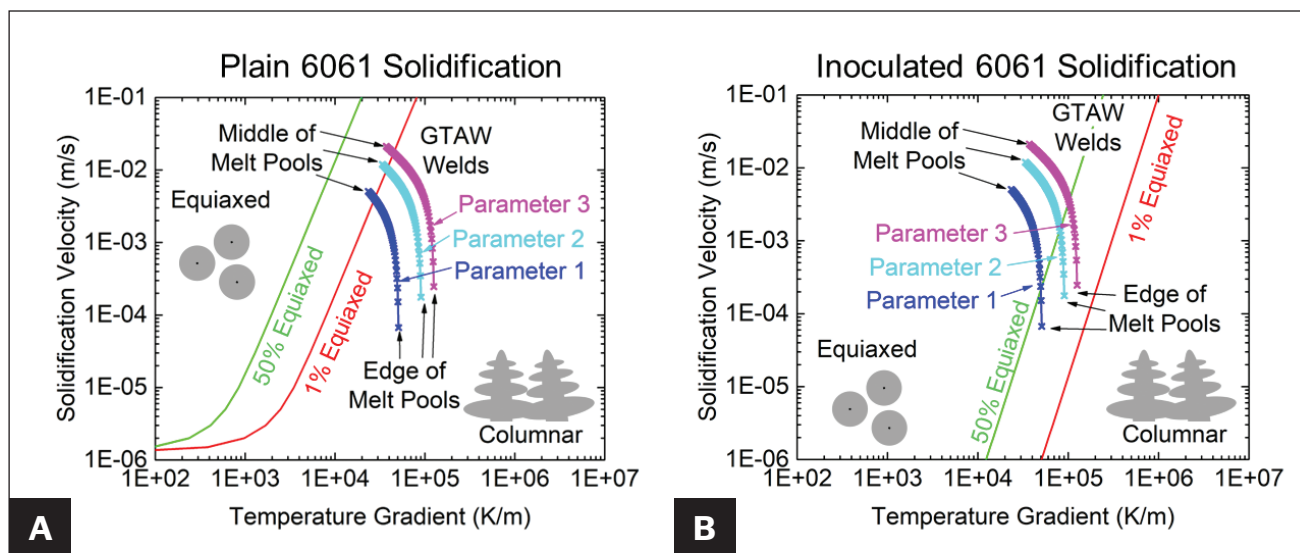 Plain 6061 Solidification
1E-01
1E-02
1E-03
1E-04
1E-05
1E-06
Solidification Velocity (m/s)
Middle of
Melt Pools
GTAW
Welds
Equiaxed
Parameter 3
Parameter 2
Parameter 1
50% Equiaxed
1% Equiaxed
Edge of
Melt Pools
Columnar
1E+02 1E+03 1E+04 1E+05 1E+06 1E+07
Temperature Gradient (K/m)
A
Inoculated 6061 Solidification
1E-01
1E-02
1E-03
1E-04
1E-05
1E-06
Solidification Velocity (m/s)
Middle of
Melt Pools
GTAW
Welds
1% Equiaxed
Parameter 3
Parameter 2
Parameter 1
Edge of
Melt Pools
Equiaxed
50% Equiaxed
Columnar
1E+02 1E+03 1E+04 1E+05 1E+06 1E+07
Temperature Gradient (K/m)
B